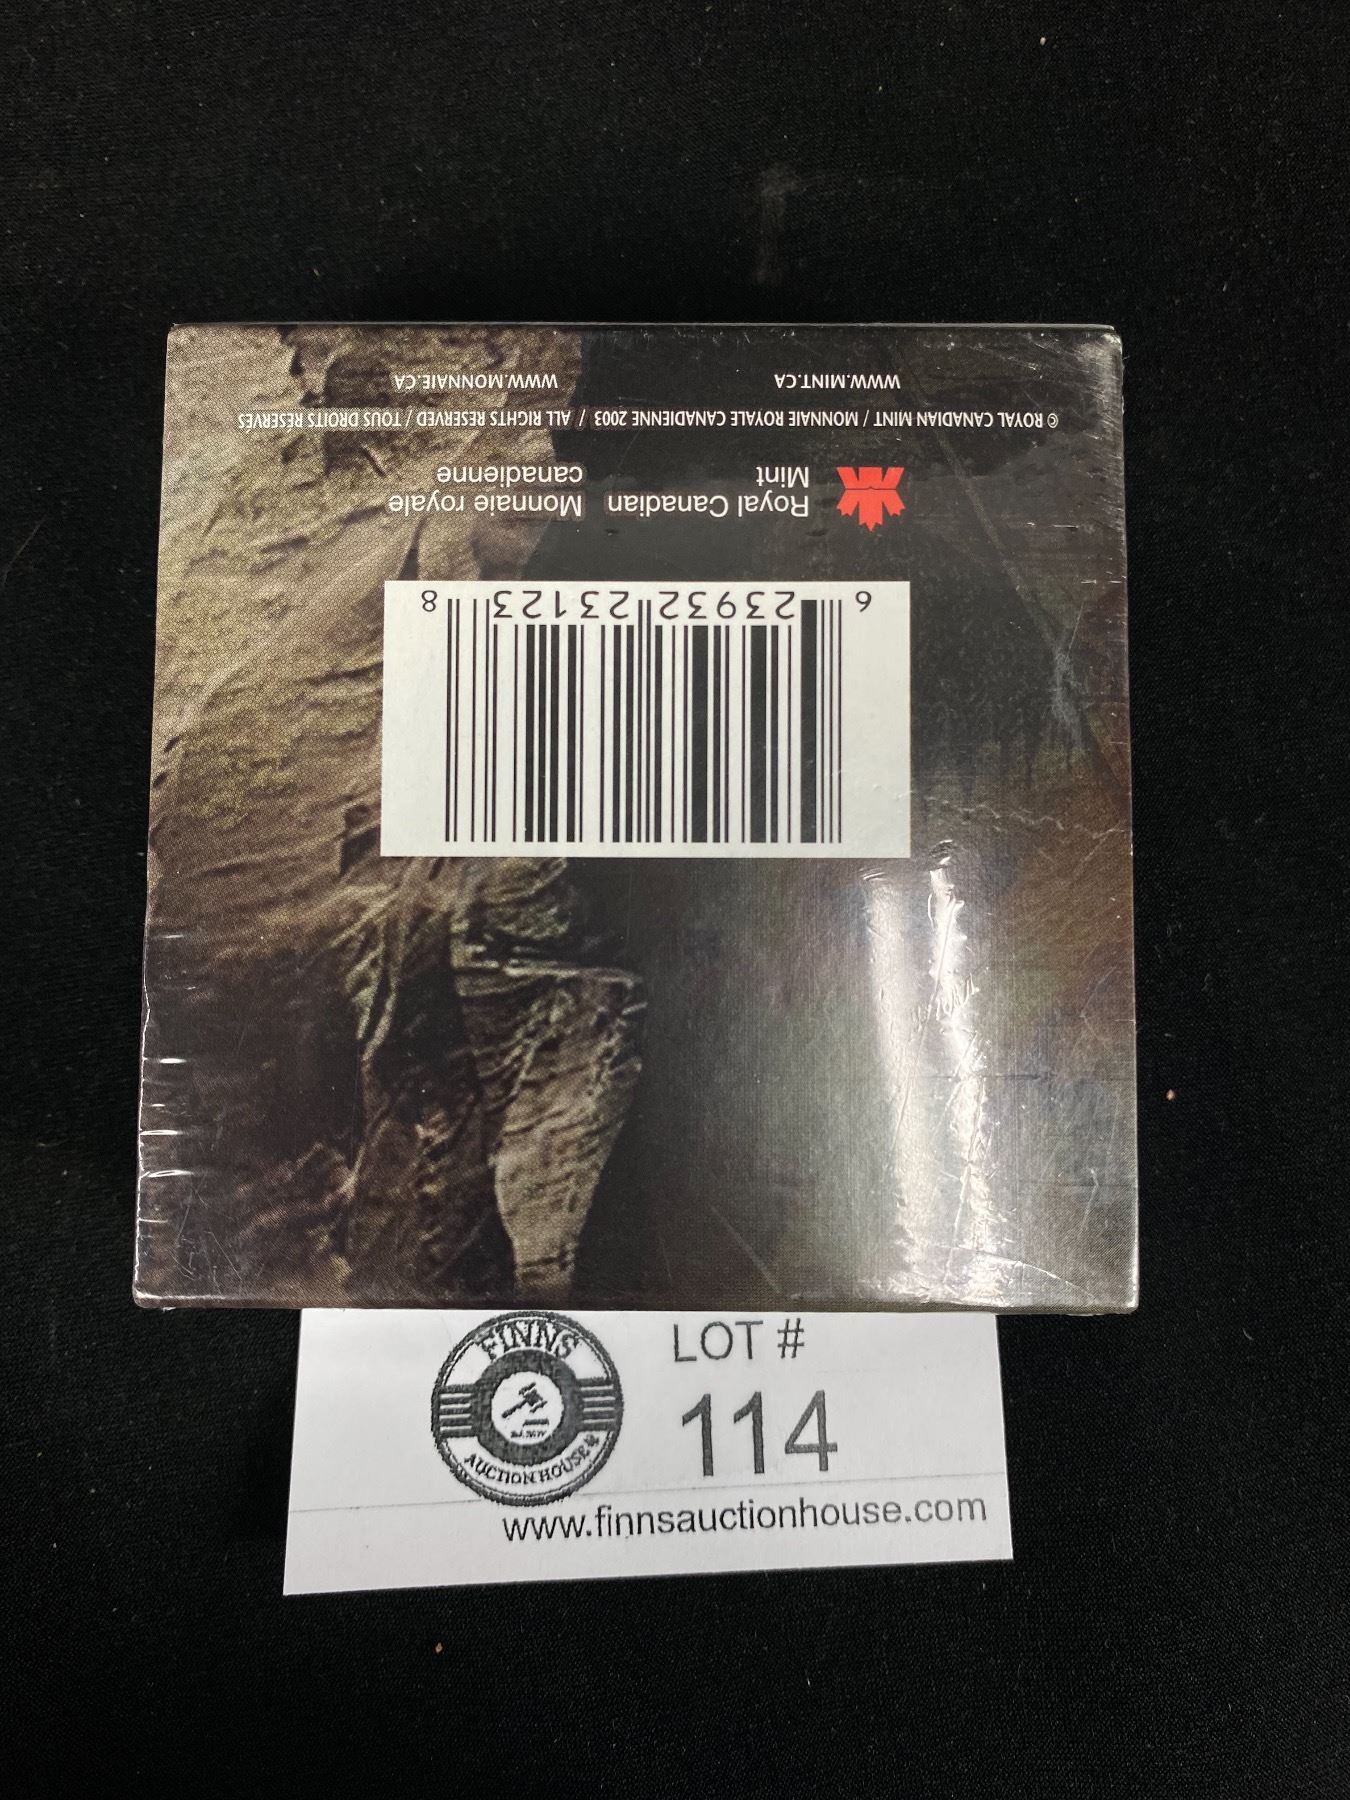 WWW.MINT.CA WWW.MONNAIE.CA
© ROYAL CANADIAN MINT / MONNAIE ROYALE CANADIENNE 2003 / ALL RIGHTS RESERVED / TOUS DROITS RESERVÉS
Royal Canadian Mint
Monnaie royale canadienne
6 23932 23123 8
FINNS
AUCTION HOUSE
LOT #
114
www.finnsauctionhouse.com